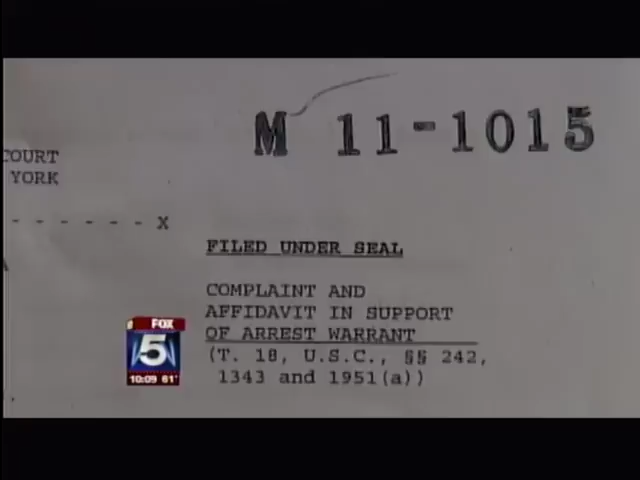 M 11-1015
COURT
YORK
- - - - - - X
FILED UNDER SEAL
COMPLAINT AND
AFFIDAVIT IN SUPPORT
OF ARREST WARRANT
(T. 18, U.S.C., §§ 242,
1343 and 1951(a))
FOX
5
10:09 61°